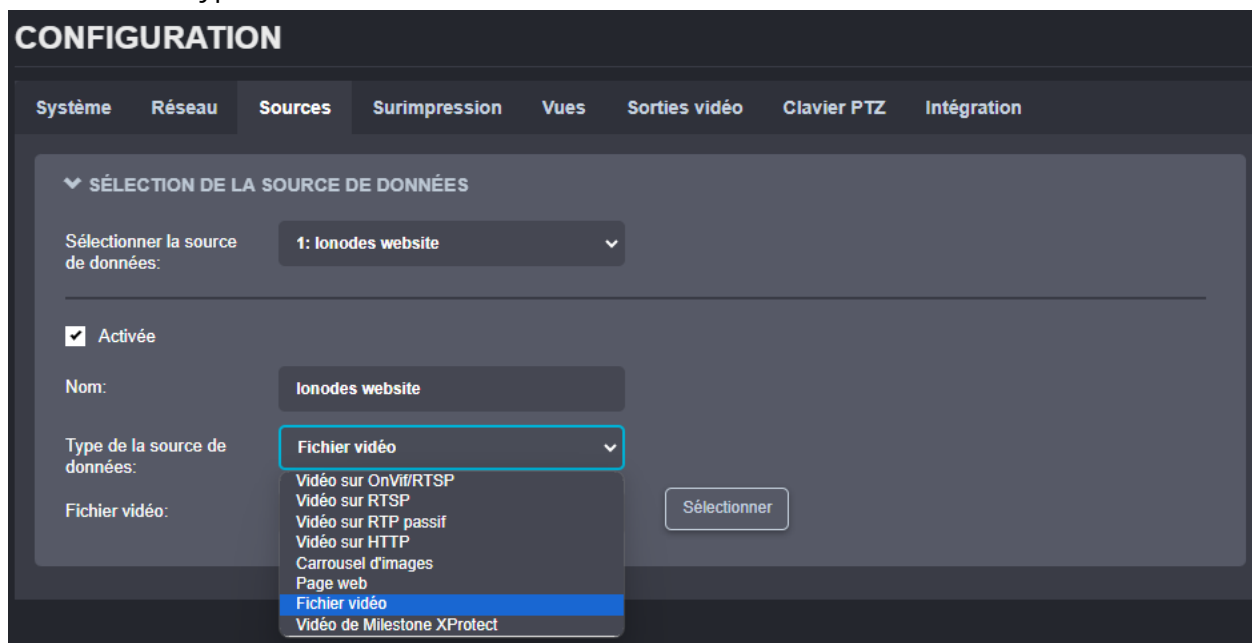 CONFIGURATION
Système Réseau Sources Surimpression Vues Sorties vidéo Clavier PTZ Intégration
SÉLECTION DE LA SOURCE DE DONNÉES
Sélectionner la source
de données:
1: Ionodes website
Activée
Nom:
Ionodes website
Type de la source de
données:
Fichier vidéo
Vidéo sur OnVif/RTSP
Vidéo sur RTSP
Vidéo sur RTP passif
Vidéo sur HTTP
Carrousel d'images
Page web
Fichier vidéo
Vidéo de Milestone XProtect
Fichier vidéo:
Sélectionner